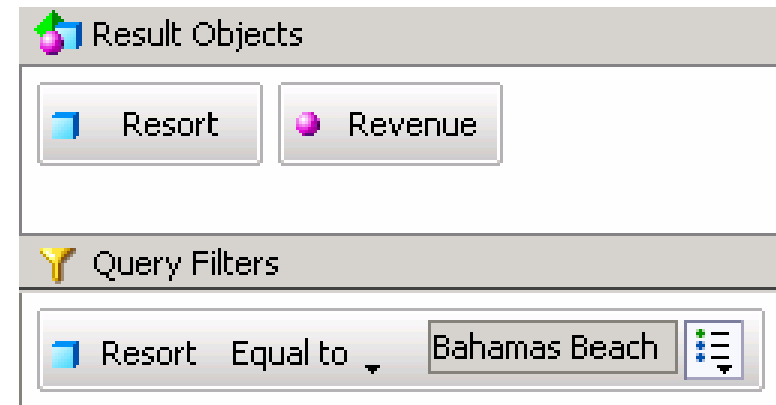 Result Objects
Resort Revenue
Query Filters
Resort Equal to Bahamas Beach